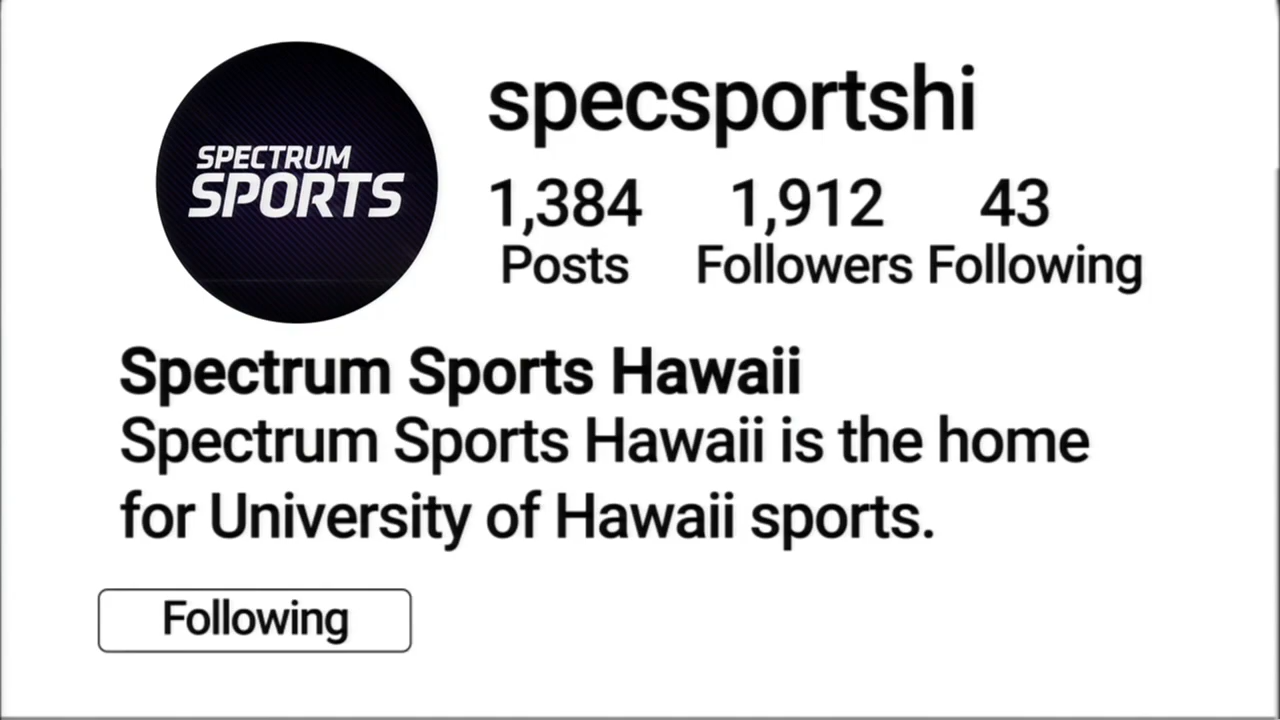 SPECTRUM
SPORTS
specsportshi
1,384 1,912 43
Posts Followers Following
Spectrum Sports Hawaii
Spectrum Sports Hawaii is the home
for University of Hawaii sports.
Following